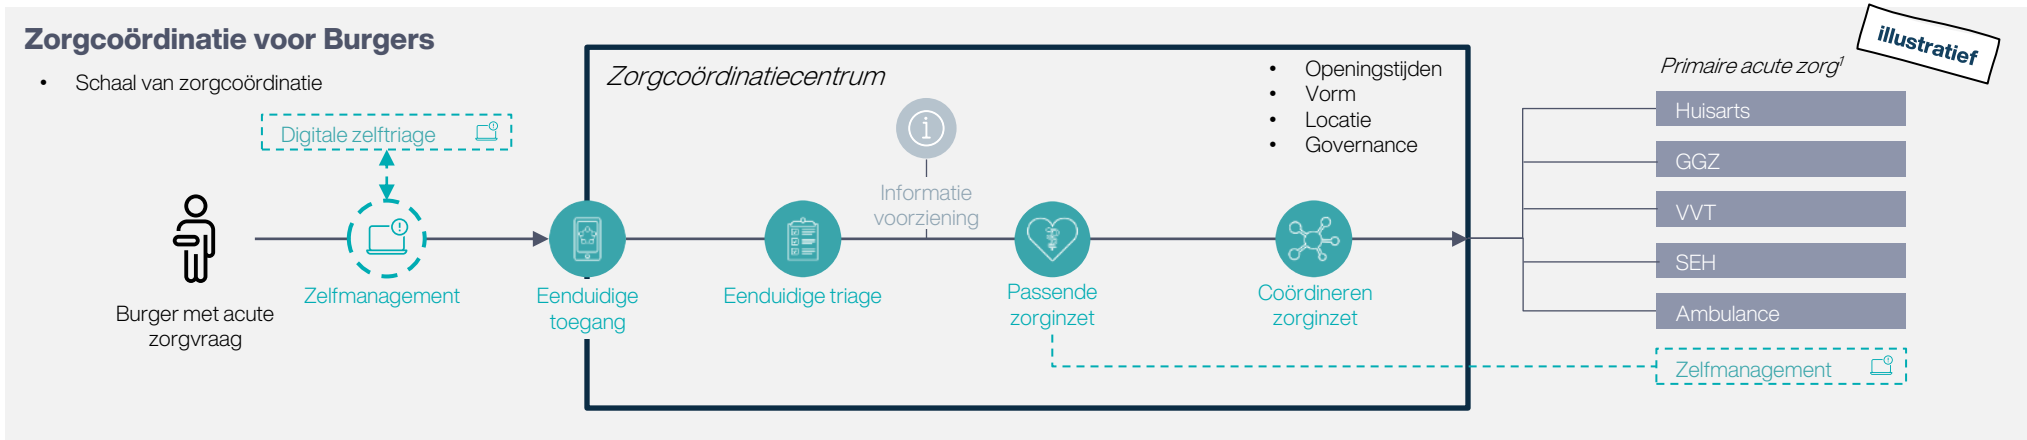 Zorgcoördinatie voor Burgers
• Schaal van zorgcoördinatie
illustratief
Zorgcoördinatiecentrum
• Openingstijden
• Vorm
• Locatie
• Governance
Primaire acute zorg¹
Digitale zelftriage
Informatie
voorziening
Burger met acute
zorgvraag
Zelfmanagement
Eenduidige
toegang
Eenduidige triage
Passende
zorginzet
Coördineren
zorginzet
Huisarts
GGZ
VVT
SEH
Ambulance
Zelfmanagement